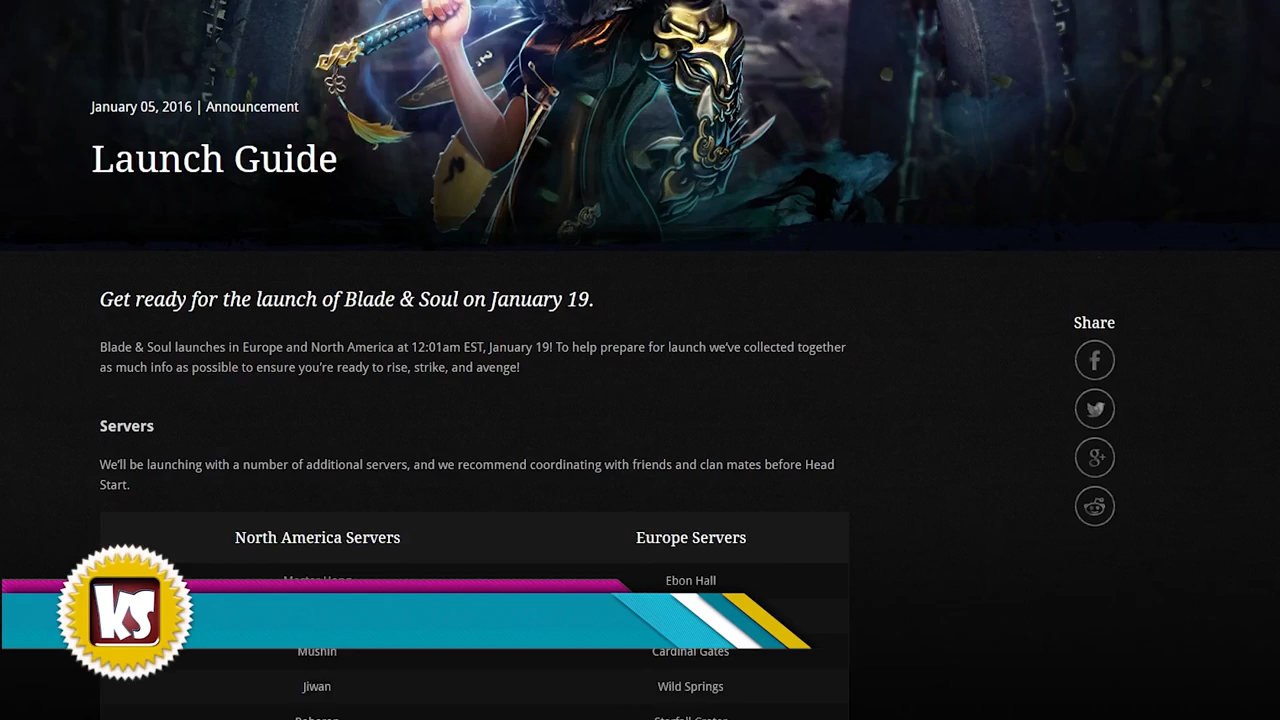 January 05, 2016 | Announcement
Launch Guide
Get ready for the launch of Blade & Soul on January 19.
Blade & Soul launches in Europe and North America at 12:01am EST, January 19! To help prepare for launch we've collected together
as much info as possible to ensure you're ready to rise, strike, and avenge!
Share
Servers
We'll be launching with a number of additional servers, and we recommend coordinating with friends and clan mates before Head
Start.
North America Servers Europe Servers
Ebon Hall
KS
Mushin Cardinal Gates
Jiwan Wild Springs